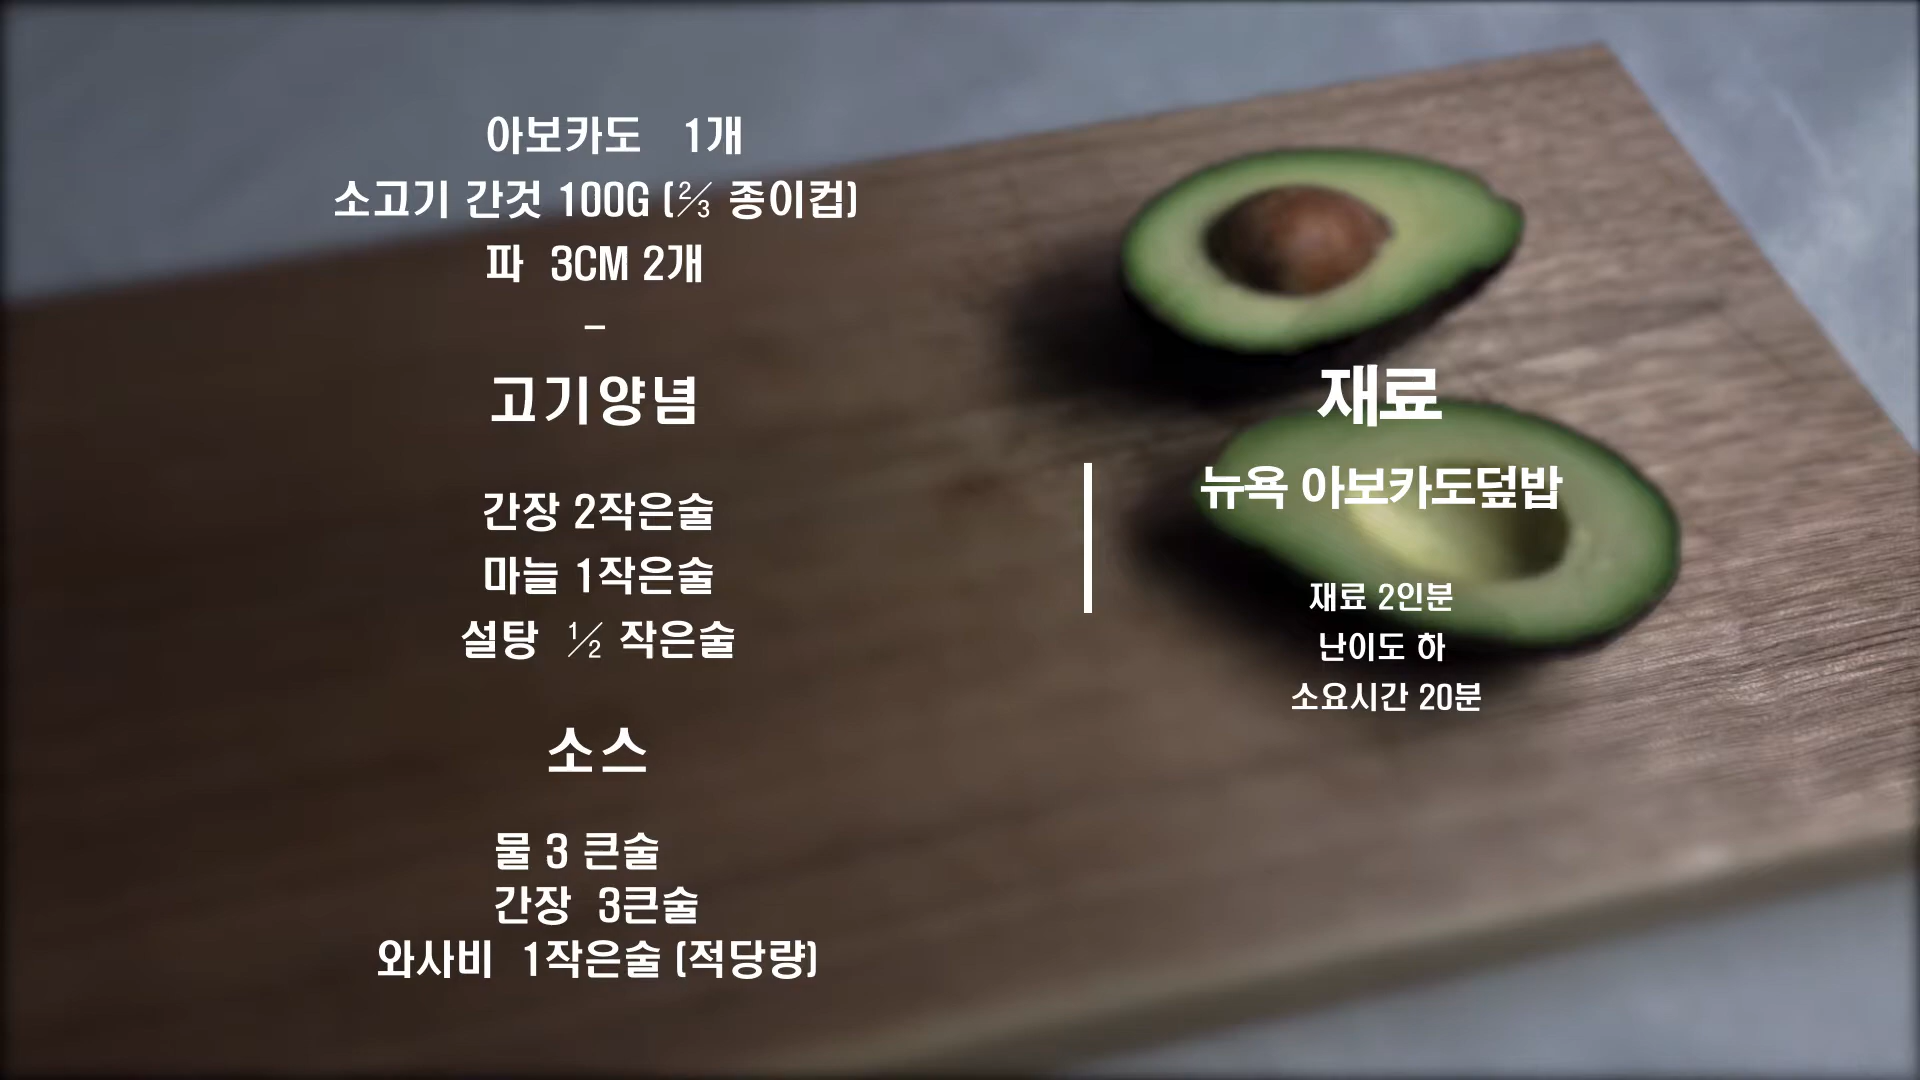 아보카도 1개
소고기 간것 100G (⅔ 종이컵)
파 3CM 2개
–
고기양념
간장 2작은술
마늘 1작은술
설탕 ½ 작은술
소스
물 3 큰술
간장 3큰술
와사비 1작은술 (적당량)
재료
뉴욕 아보카도덮밥
재료 2인분
난이도 하
소요시간 20분